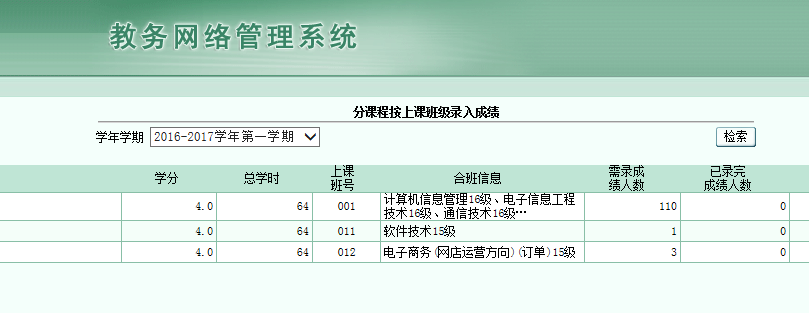 教务网络管理系统
分课程按上课班级录入成绩
学年学期 2016-2017学年第一学期 检索
学分 总学时 上课班号 合班信息 需录成绩人数 已录完成绩人数
4.0 64 001 计算机信息管理16级、电子信息工程
技术16级、通信技术16级… 110 0
4.0 64 011 软件技术15级 1 0
4.0 64 012 电子商务(网店运营方向)(订单)15级 3 0